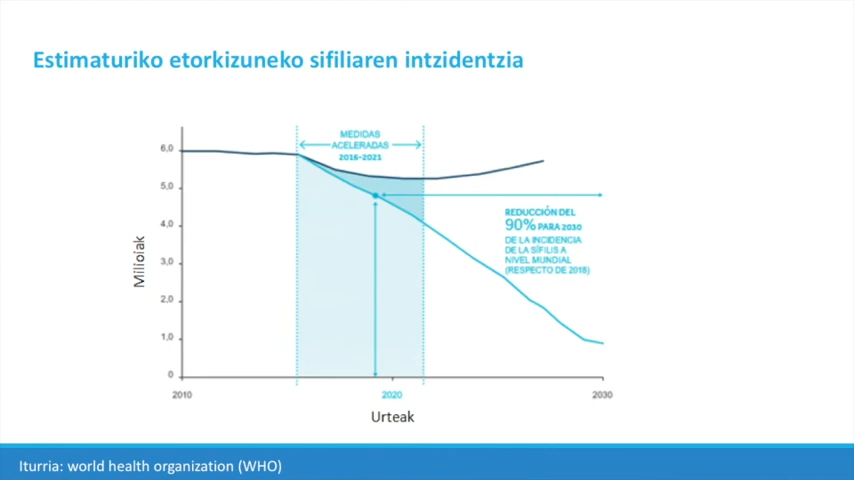 Estimaturiko etorkizuneko sifiliaren intzidentzia
MEDIDAS
ACELERADAS
2016-2021
6,0
5,0
4,0
3,0
2,0
1,0
0
Milioiak
REDUCCIÓN DEL
90% PARA 2030
DE LA INCIDENCIA
DE LA SÍFILIS A
NIVEL MUNDIAL
(RESPECTO DE 2018)
2010
2020
2030
Urteak
Iturria: world health organization (WHO)